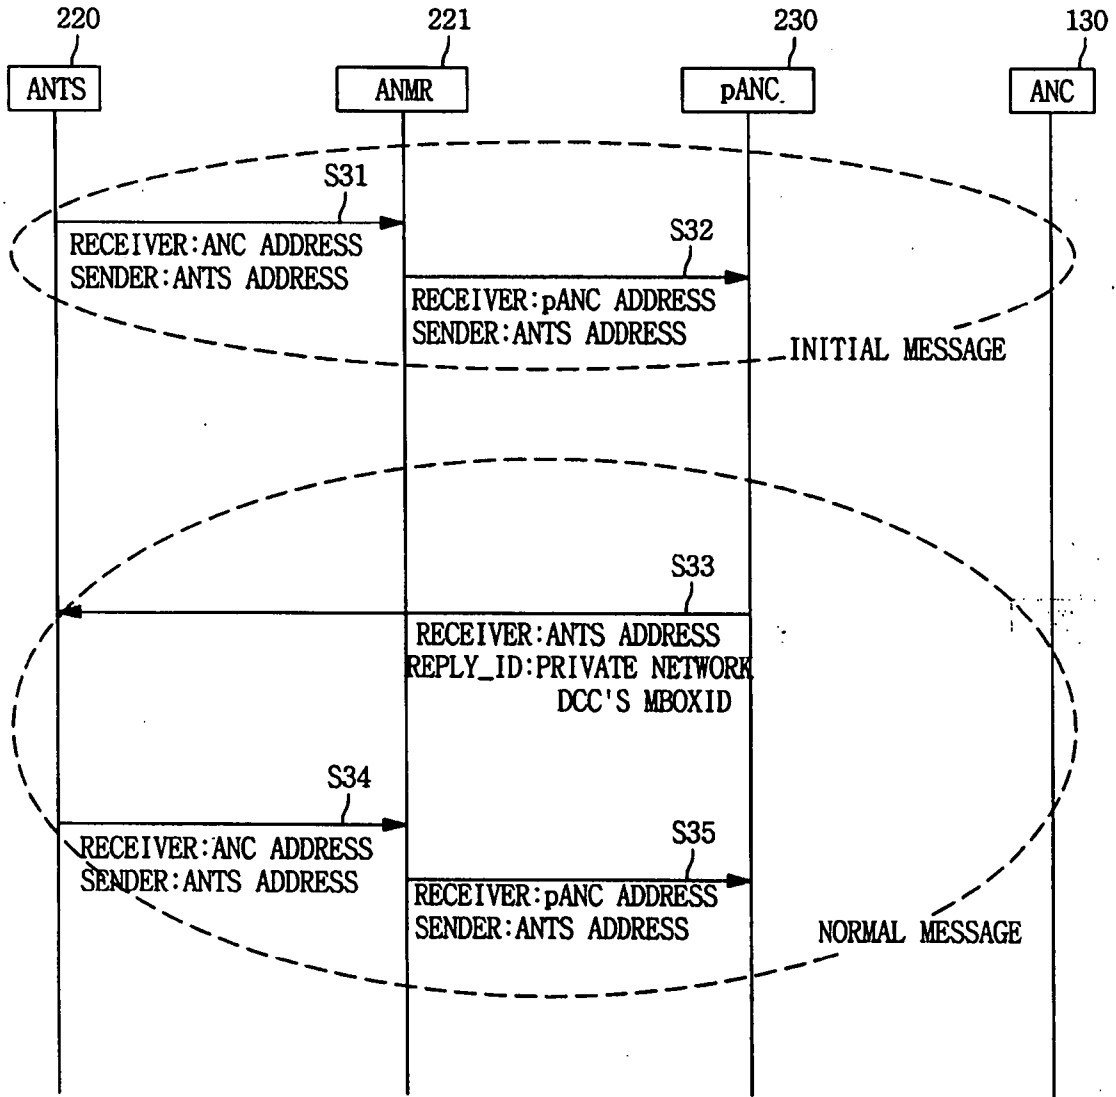 220 221 230 130
ANTS ANMR pANC ANC
S31
RECEIVER:ANC ADDRESS
SENDER:ANTS ADDRESS
S32
RECEIVER:pANC ADDRESS
SENDER:ANTS ADDRESS
INITIAL MESSAGE
S33
RECEIVER:ANTS ADDRESS
REPLY_ID:PRIVATE NETWORK
DCC'S MBOXID
S34
RECEIVER:ANC ADDRESS
SENDER:ANTS ADDRESS
S35
RECEIVER:pANC ADDRESS
SENDER:ANTS ADDRESS
NORMAL MESSAGE